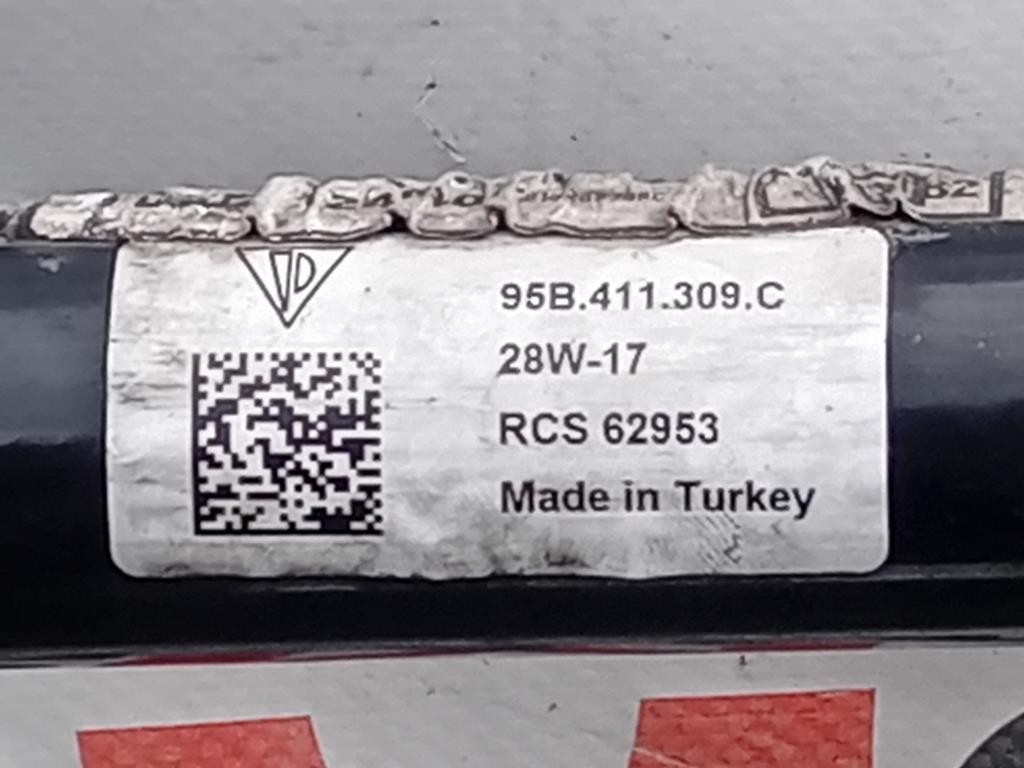 95B.411.309.C
28W-17
RCS 62953
Made in Turkey